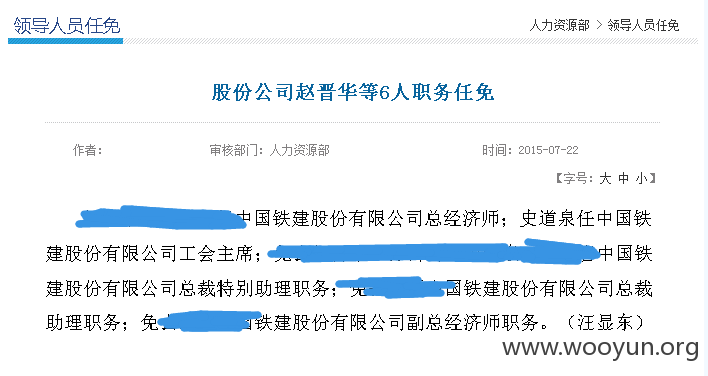 领导人员任免
人力资源部 > 领导人员任免
股份公司赵晋华等6人职务任免
作者： 审核部门：人力资源部 时间：2015-07-22
【字号：大 中 小】
中国铁建股份有限公司总经济师；史道泉任中国铁
建股份有限公司工会主席；中国铁
建股份有限公司总裁特别助理职务；国铁建股份有限公司总裁
助理职务；免铁建股份有限公司副总经济师职务。（汪显东）
www.wooyun.org